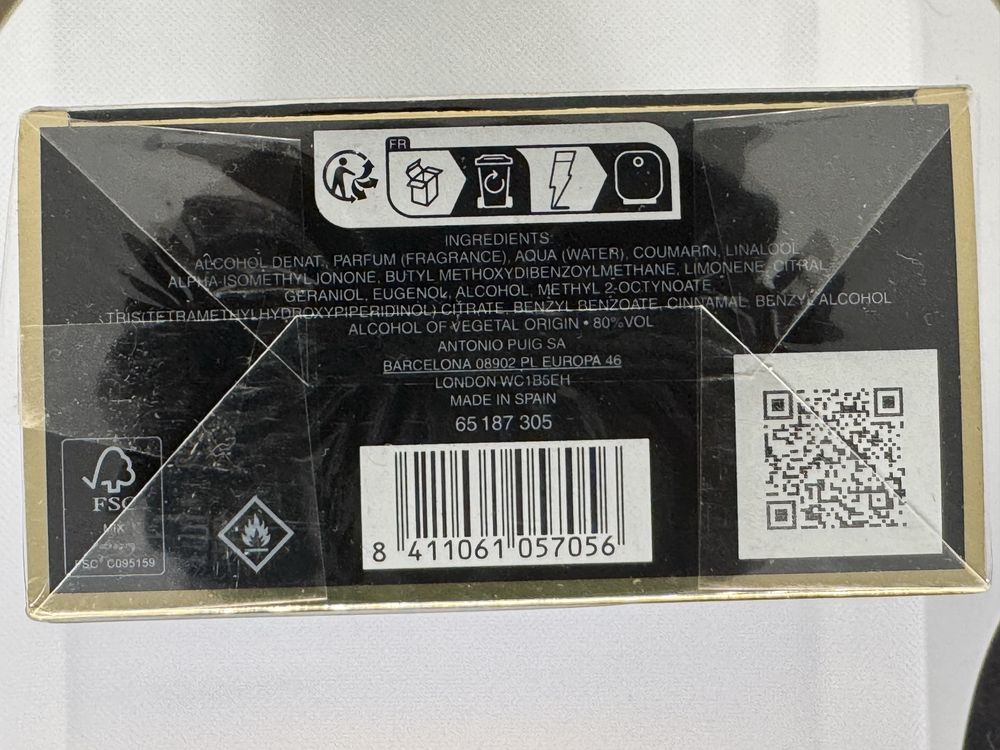 FR
INGREDIENTS:
ALCOHOL DENAT., PARFUM (FRAGRANCE), AQUA (WATER), COUMARIN, LINALOOL,
ALPHA-ISOMETHYL IONONE, BUTYL METHOXYDIBENZOYLMETHANE, LIMONENE, CITRAL,
GERANIOL, EUGENOL, ALCOHOL, METHYL 2-OCTYNOATE,
TRIS(TETRAMETHYLHYDROXYPIPERIDINOL) CITRATE, BENZYL BENZOATE, CINNAMAL, BENZYL ALCOHOL
ALCOHOL OF VEGETAL ORIGIN • 80%VOL
ANTONIO PUIG SA
BARCELONA 08902 PL EUROPA 46
LONDON WC1B5EH
MADE IN SPAIN
65187305
8 411061 057056
FSC
MIX
FSC® C095159